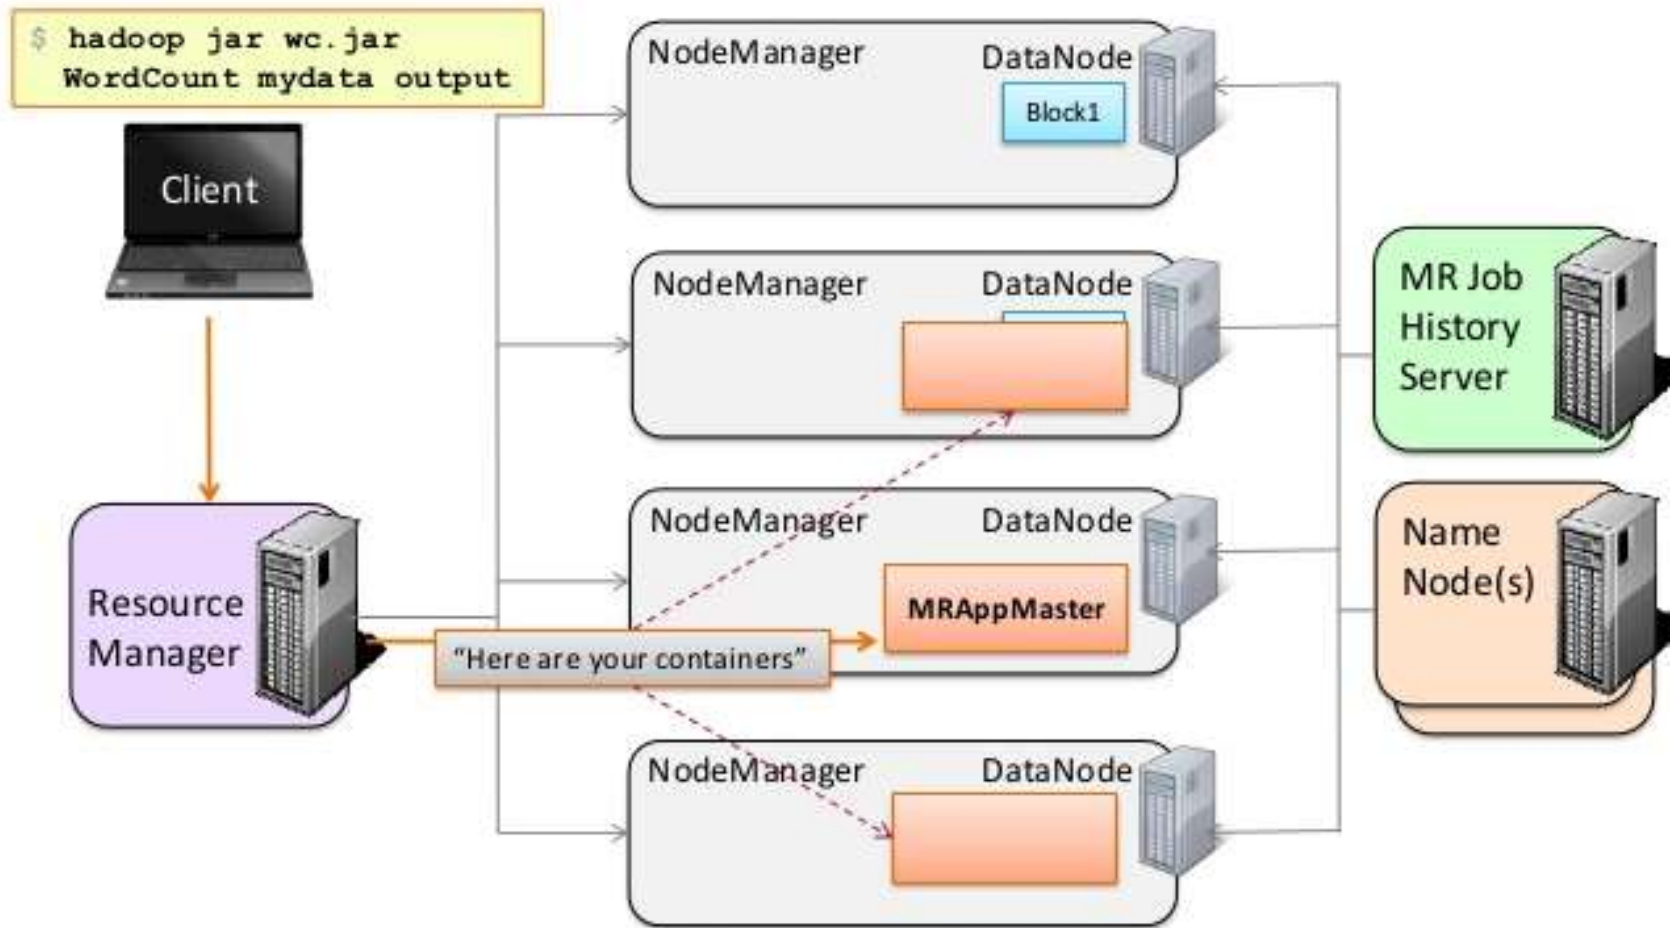 $ hadoop jar wc.jar
WordCount mydata output
Client
Resource
Manager
NodeManager
DataNode
Block1
NodeManager
DataNode
NodeManager
DataNode
MRAppMaster
“Here are your containers”
NodeManager
DataNode
MR Job
History
Server
Name
Node(s)